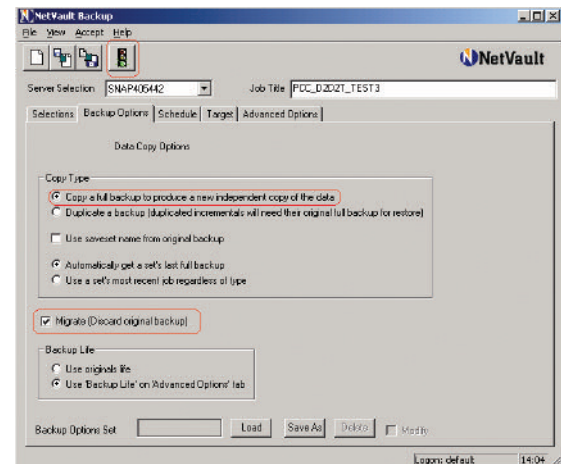 NetVault Backup
File View Accept Help
NetVault
Server Selection SNAP405442 Job Title PCC_D2D2T_TEST3
Selections Backup Options Schedule Target Advanced Options
Data Copy Options
Copy Type
Copy a full backup to produce a new independent copy of the data
Duplicate a backup (duplicated incrementals will need their original full backup for restore)
Use saveset name from original backup
Automatically get a set's last full backup
Use a set's most recent job regardless of type
Migrate (Discard original backup)
Backup Life
Use originals life
Use 'Backup Life' on 'Advanced Options' tab
Backup Options Set Load Save As Delete Modify
Logon: default 14:04